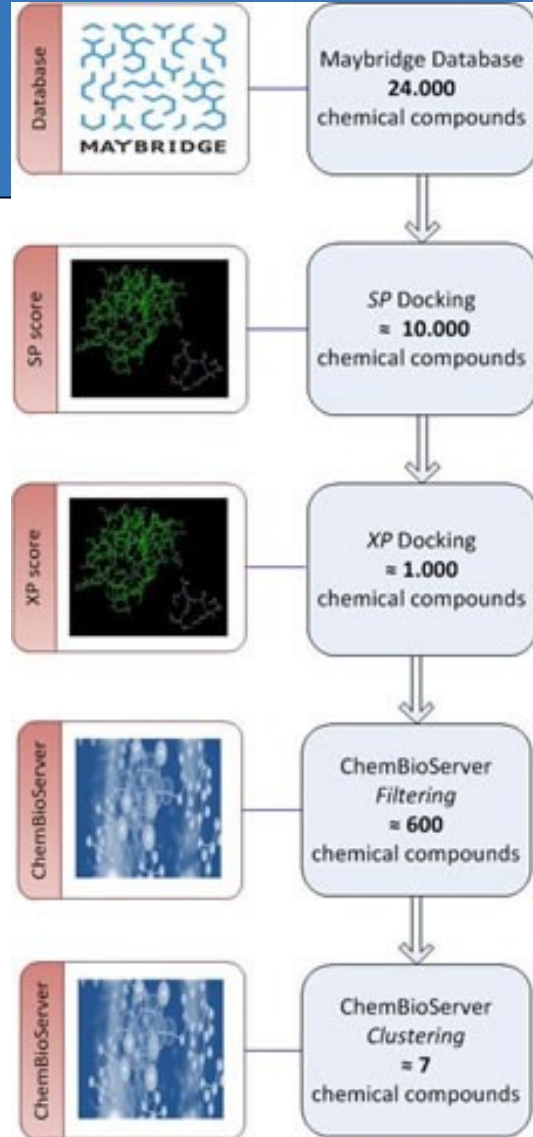 Database
MAYBRIDGE
Maybridge Database
24.000
chemical compounds
SP score
SP Docking
≈ 10.000
chemical compounds
XP score
XP Docking
≈ 1.000
chemical compounds
ChemBioServer
ChemBioServer
Filtering
≈ 600
chemical compounds
ChemBioServer
ChemBioServer
Clustering
≈ 7
chemical compounds